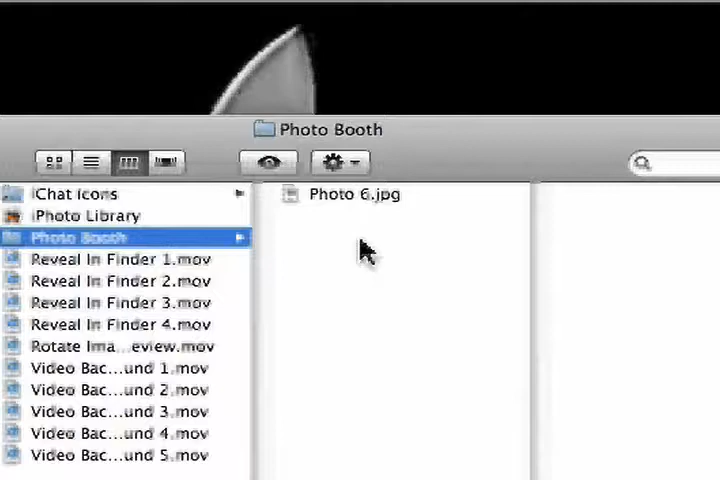 Photo Booth
iChat Icons
iPhoto Library
Photo Booth
Reveal In Finder 1.mov
Reveal In Finder 2.mov
Reveal In Finder 3.mov
Reveal In Finder 4.mov
Rotate Ima...eview.mov
Video Bac...und 1.mov
Video Bac...und 2.mov
Video Bac...und 3.mov
Video Bac...und 4.mov
Video Bac...und 5.mov
Photo 6.jpg